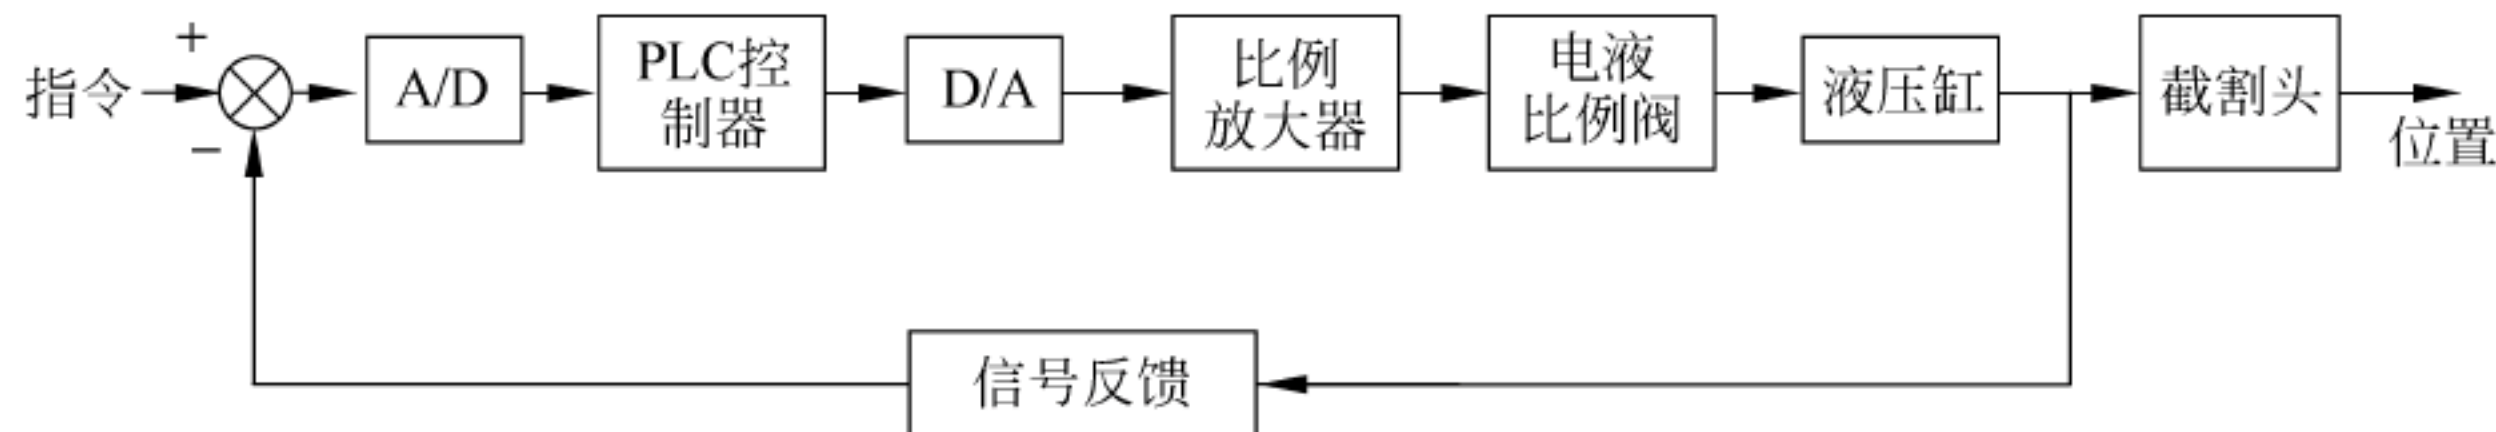 +
指令
−
A/D
PLC控
制器
D/A
比例
放大器
电液
比例阀
液压缸
截割头
位置
信号反馈